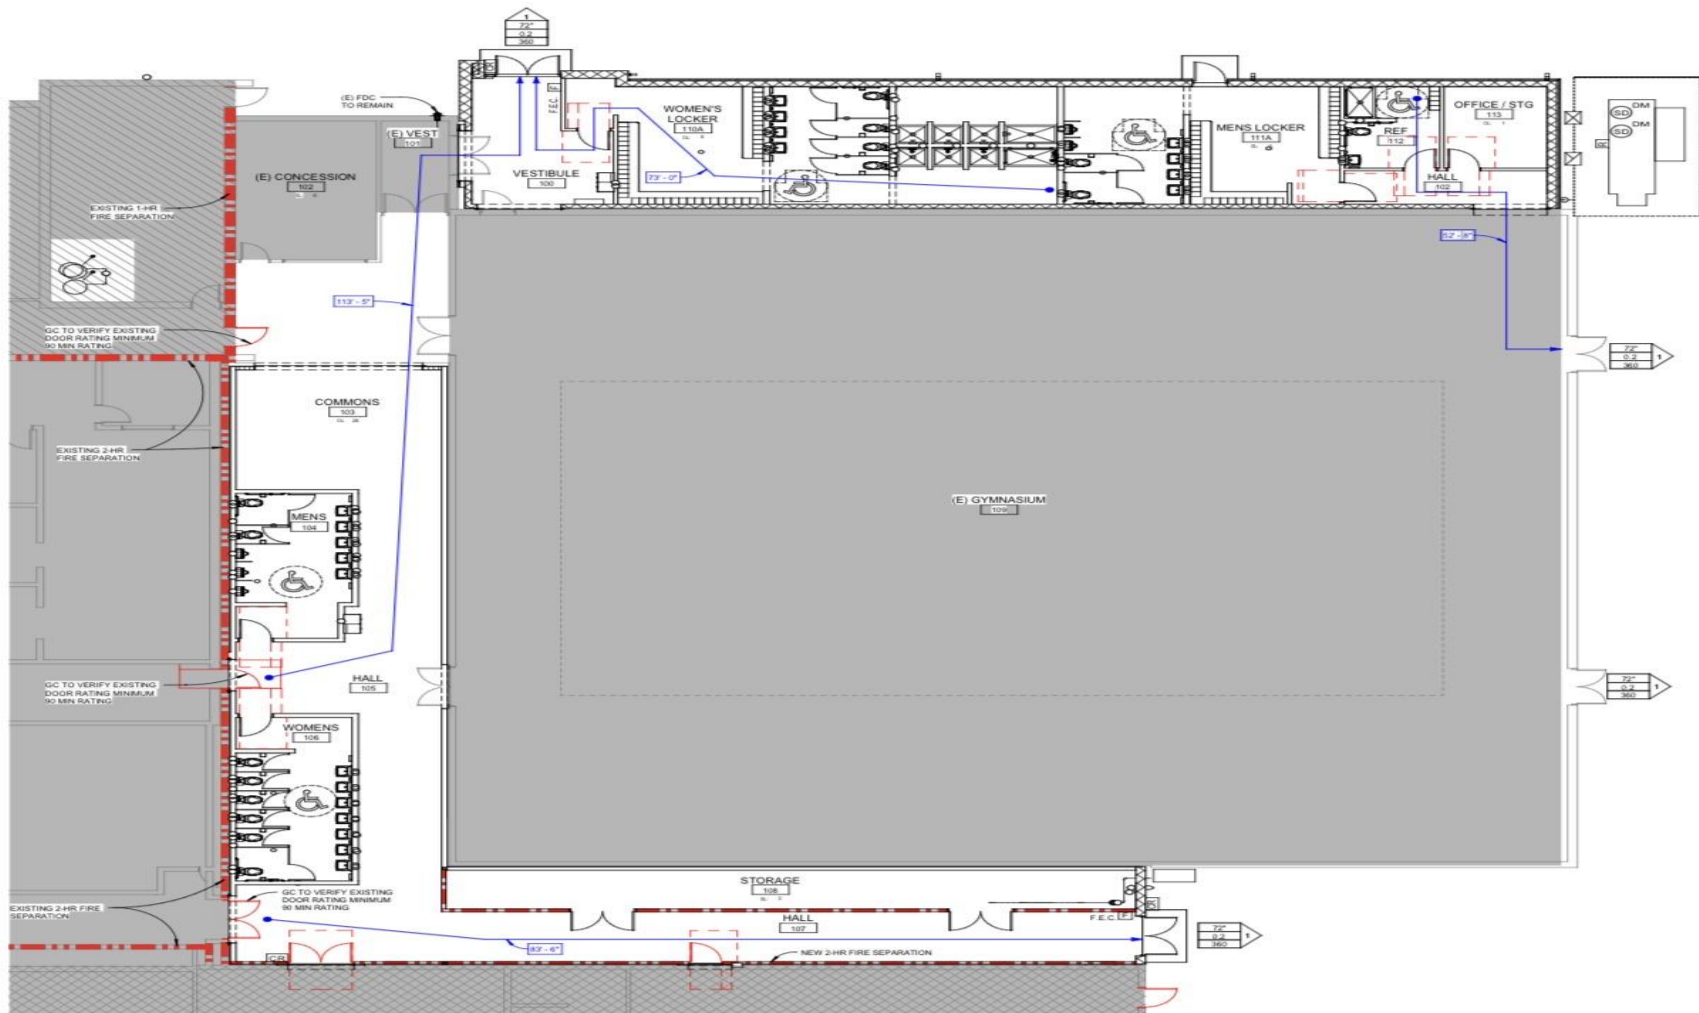 1
72"
0.2
360
(E) FDC
TO REMAIN
(E) VEST
101
F.E.C.
F
WOMEN'S
LOCKER
110A
MENS LOCKER
111A
REF
112
OFFICE / STG
113
DM
SD
DM
SD
R
(E) CONCESSION
102
VESTIBULE
100
73' - 0"
HALL
102
EXISTING 1-HR
FIRE SEPARATION
113' - 5"
GC TO VERIFY EXISTING
DOOR RATING MINIMUM
90 MIN RATING
72"
0.2
360
1
COMMONS
103
EXISTING 2-HR
FIRE SEPARATION
(E) GYMNASIUM
109
MENS
104
GC TO VERIFY EXISTING
DOOR RATING MINIMUM
90 MIN RATING
HALL
105
72"
0.2
360
1
WOMENS
106
GC TO VERIFY EXISTING
DOOR RATING MINIMUM
90 MIN RATING
STORAGE
108
EXISTING 2-HR FIRE
SEPARATION
HALL
107
F.E.C.
F
83' - 6"
72"
0.2
360
1
CR
NEW 2-HR FIRE SEPARATION